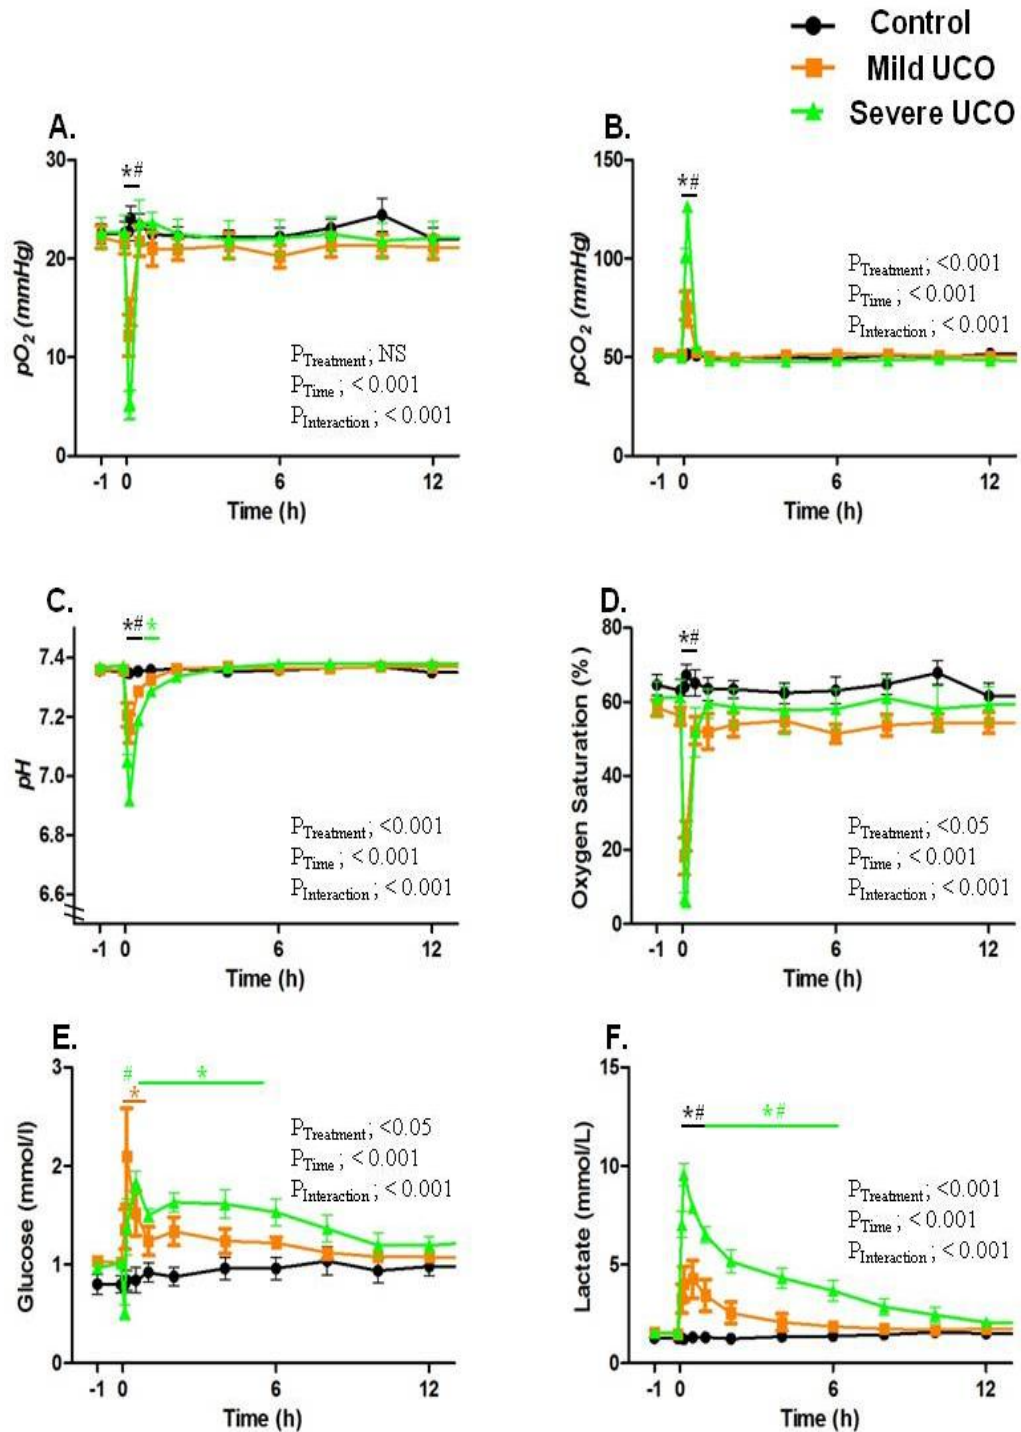 Control
Mild UCO
Severe UCO
A.
30
20
10
0
*#
pO2 (mmHg)
PTreatment; NS
PTime; <0.001
PInteraction; <0.001
-1 0 6 12
Time (h)
B.
150
100
50
0
*#
pCO2 (mmHg)
PTreatment; <0.001
PTime; <0.001
PInteraction; <0.001
-1 0 6 12
Time (h)
C.
7.4
7.2
7.0
6.8
6.6
*# *
pH
PTreatment; <0.001
PTime; <0.001
PInteraction; <0.001
-1 0 6 12
Time (h)
D.
80
60
40
20
0
*#
Oxygen Saturation (%)
PTreatment; <0.05
PTime; <0.001
PInteraction; <0.001
-1 0 6 12
Time (h)
E.
3
2
1
0
# *
*
Glucose (mmol/l)
PTreatment; <0.05
PTime; <0.001
PInteraction; <0.001
-1 0 6 12
Time (h)
F.
15
10
5
0
*# *#
Lactate (mmol/L)
PTreatment; <0.001
PTime; <0.001
PInteraction; <0.001
-1 0 6 12
Time (h)